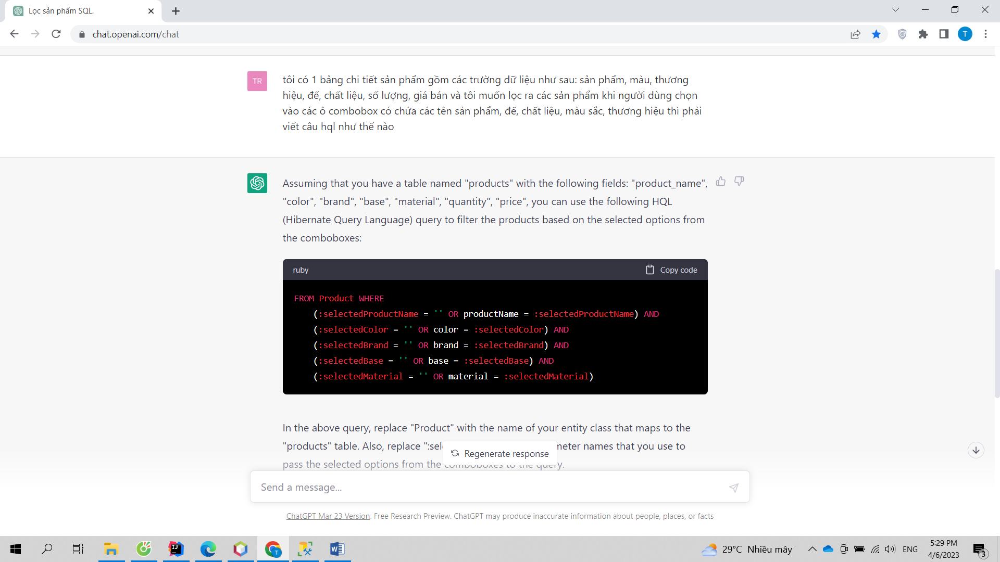 Lọc sản phẩm SQL.
chat.openai.com/chat
T
TR
tôi có 1 bảng chi tiết sản phẩm gồm các trường dữ liệu như sau: sản phẩm, màu, thương
hiệu, đế, chất liệu, số lượng, giá bán và tôi muốn lọc ra các sản phẩm khi người dùng chọn
vào các ô combobox có chứa các tên sản phẩm, đế, chất liệu, màu sắc, thương hiệu thì phải
viết câu hql như thế nào
Assuming that you have a table named "products" with the following fields: "product_name",
"color", "brand", "base", "material", "quantity", "price", you can use the following HQL
(Hibernate Query Language) query to filter the products based on the selected options from
the comboboxes:
ruby
Copy code
FROM Product WHERE
(:selectedProductName = '' OR productName = :selectedProductName) AND
(:selectedColor = '' OR color = :selectedColor) AND
(:selectedBrand = '' OR brand = :selectedBrand) AND
(:selectedBase = '' OR base = :selectedBase) AND
(:selectedMaterial = '' OR material = :selectedMaterial)
In the above query, replace "Product" with the name of your entity class that maps to the
"products" table. Also, replace ":sel meter names that you use to
Regenerate response
pass the selected options from the comboboxes to the query.
Send a message...
ChatGPT Mar 23 Version. Free Research Preview. ChatGPT may produce inaccurate information about people, places, or facts
29°C Nhiều mây
ENG
5:29 PM
4/6/2023
3